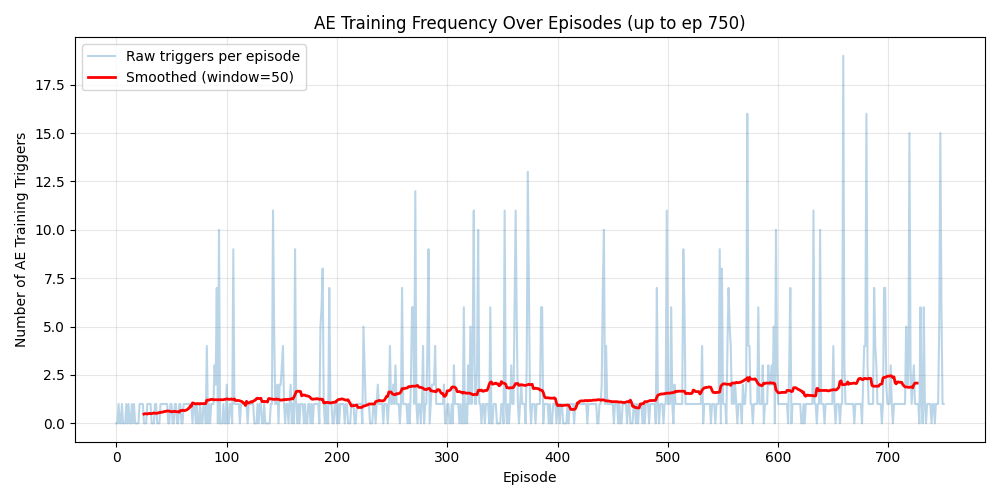 AE Training Frequency Over Episodes (up to ep 750)
Raw triggers per episode
Smoothed (window=50)
Number of AE Training Triggers
17.5
15.0
12.5
10.0
7.5
5.0
2.5
0.0
0 100 200 300 400 500 600 700
Episode